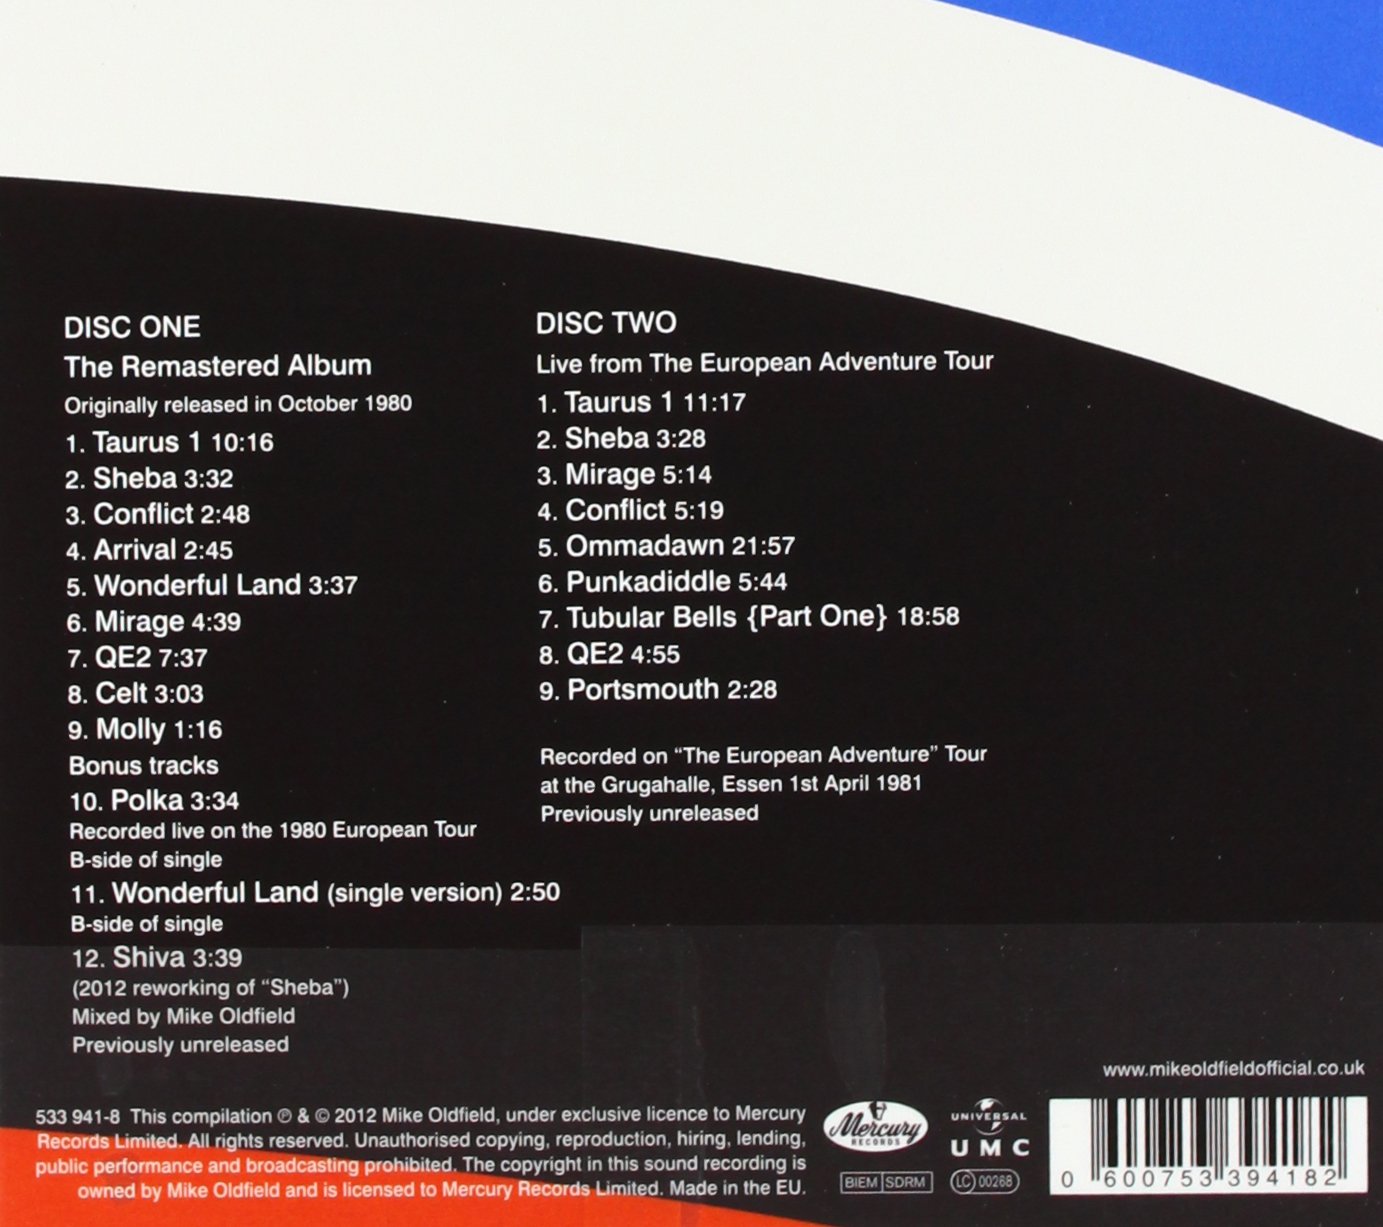 DISC ONE
The Remastered Album
Originally released in October 1980
1. Taurus 1 10:16
2. Sheba 3:32
3. Conflict 2:48
4. Arrival 2:45
5. Wonderful Land 3:37
6. Mirage 4:39
7. QE2 7:37
8. Celt 3:03
9. Molly 1:16
Bonus tracks
10. Polka 3:34
Recorded live on the 1980 European Tour
B-side of single
11. Wonderful Land (single version) 2:50
B-side of single
12. Shiva 3:39
(2012 reworking of “Sheba”)
Mixed by Mike Oldfield
Previously unreleased
DISC TWO
Live from The European Adventure Tour
1. Taurus 1 11:17
2. Sheba 3:28
3. Mirage 5:14
4. Conflict 5:19
5. Ommadawn 21:57
6. Punkadiddle 5:44
7. Tubular Bells {Part One} 18:58
8. QE2 4:55
9. Portsmouth 2:28
Recorded on “The European Adventure” Tour
at the Grugahalle, Essen 1st April 1981
Previously unreleased
www.mikeoldfieldofficial.co.uk
533 941-8 This compilation ℗ & © 2012 Mike Oldfield, under exclusive licence to Mercury
Records Limited. All rights reserved. Unauthorised copying, reproduction, hiring, lending,
public performance and broadcasting prohibited. The copyright in this sound recording is
owned by Mike Oldfield and is licensed to Mercury Records Limited. Made in the EU.
Mercury
RECORDS
BIEM SDRM
UNIVERSAL
UMC
LC 00268
0 600753 394182